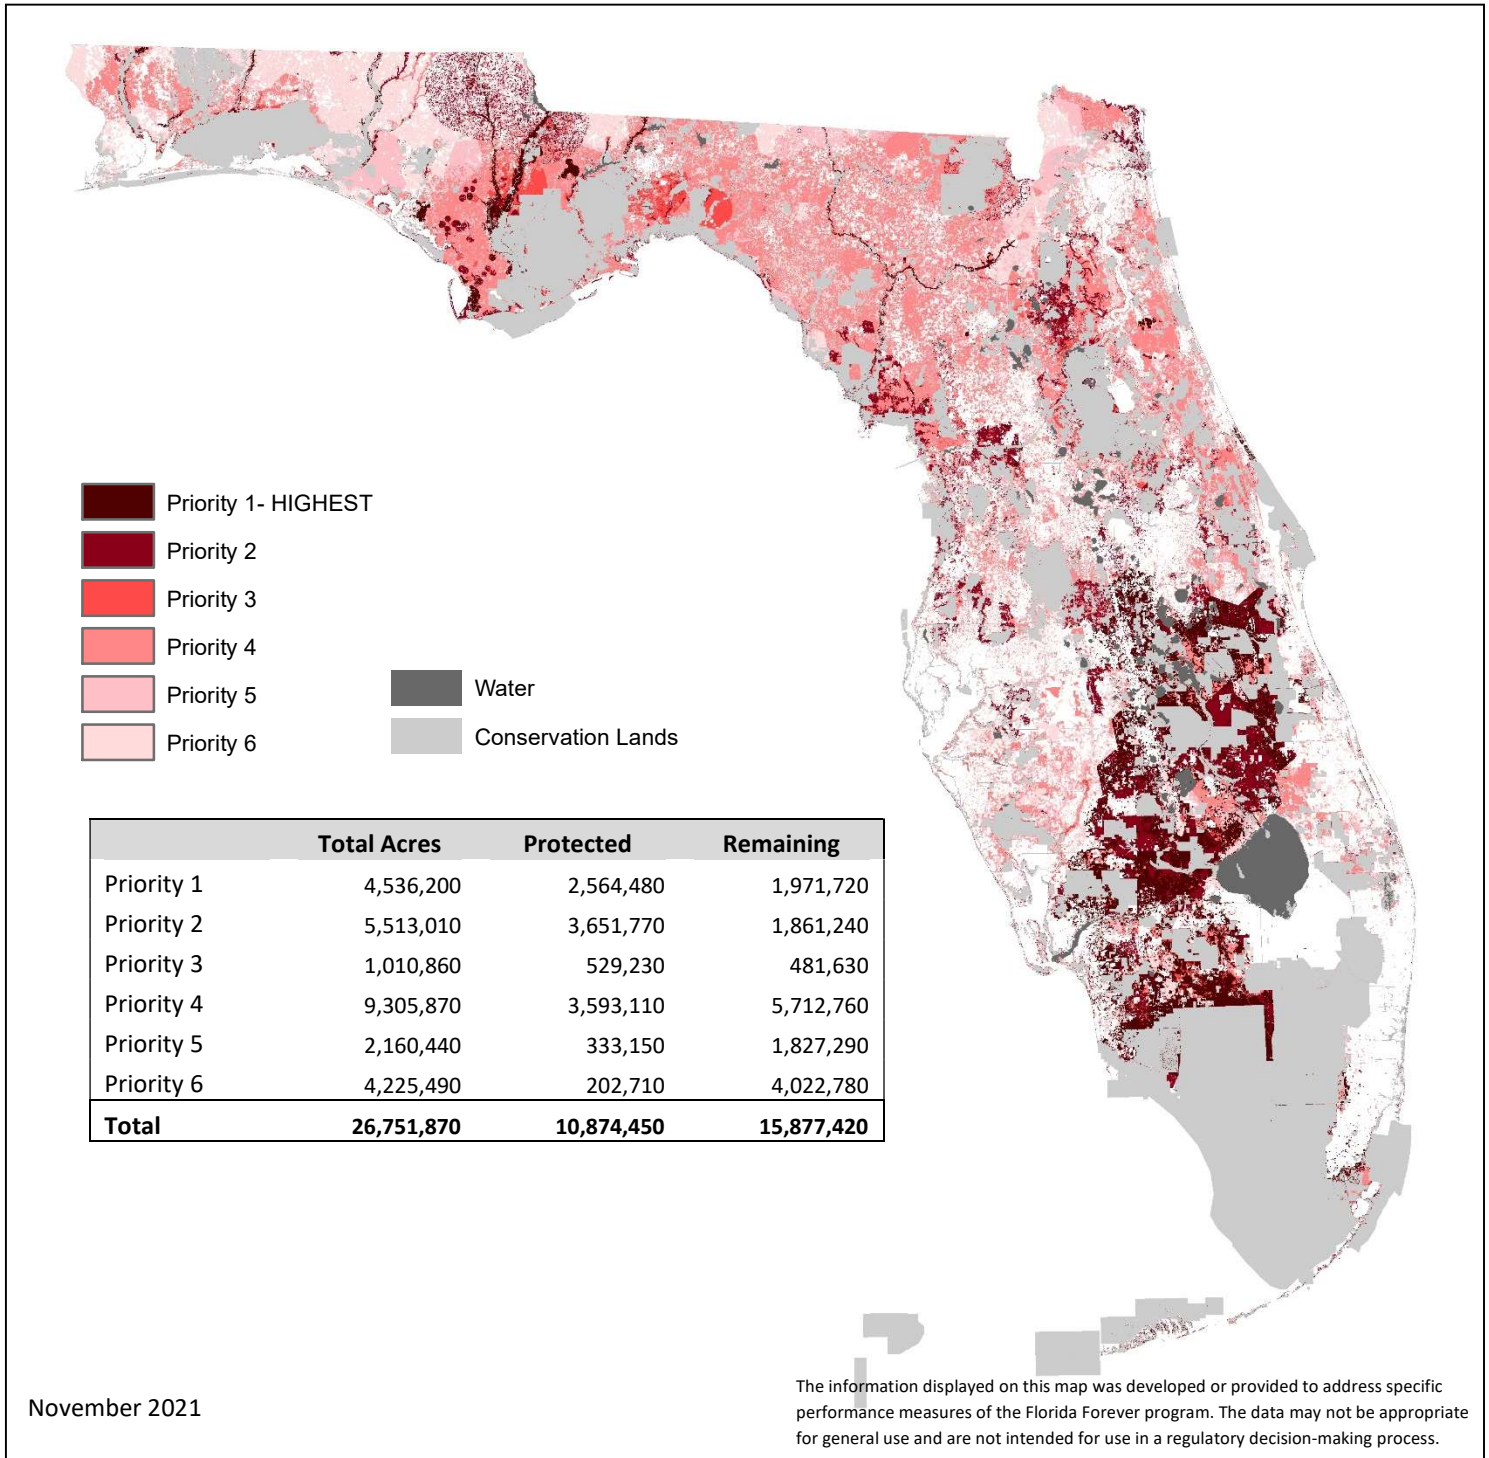 Priority 1- HIGHEST
Priority 2
Priority 3
Priority 4
Priority 5
Priority 6
Water
Conservation Lands
Total Acres Protected Remaining
Priority 1 4,536,200 2,564,480 1,971,720
Priority 2 5,513,010 3,651,770 1,861,240
Priority 3 1,010,860 529,230 481,630
Priority 4 9,305,870 3,593,110 5,712,760
Priority 5 2,160,440 333,150 1,827,290
Priority 6 4,225,490 202,710 4,022,780
Total 26,751,870 10,874,450 15,877,420
November 2021
The information displayed on this map was developed or provided to address specific
performance measures of the Florida Forever program. The data may not be appropriate
for general use and are not intended for use in a regulatory decision-making process.